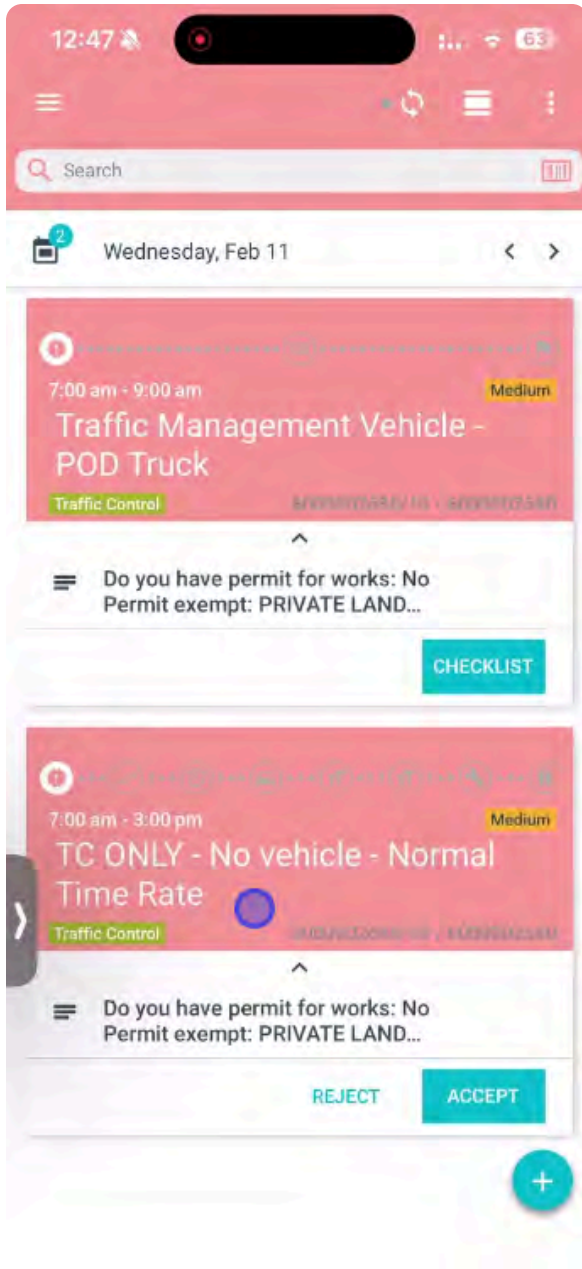 12:47
63
Search
2
Wednesday, Feb 11
7:00 am - 9:00 am
Medium
Traffic Management Vehicle -
POD Truck
Traffic Control
Do you have permit for works: No
Permit exempt: PRIVATE LAND...
CHECKLIST
7:00 am - 3:00 pm
Medium
TC ONLY - No vehicle - Normal
Time Rate
Traffic Control
Do you have permit for works: No
Permit exempt: PRIVATE LAND...
REJECT
ACCEPT